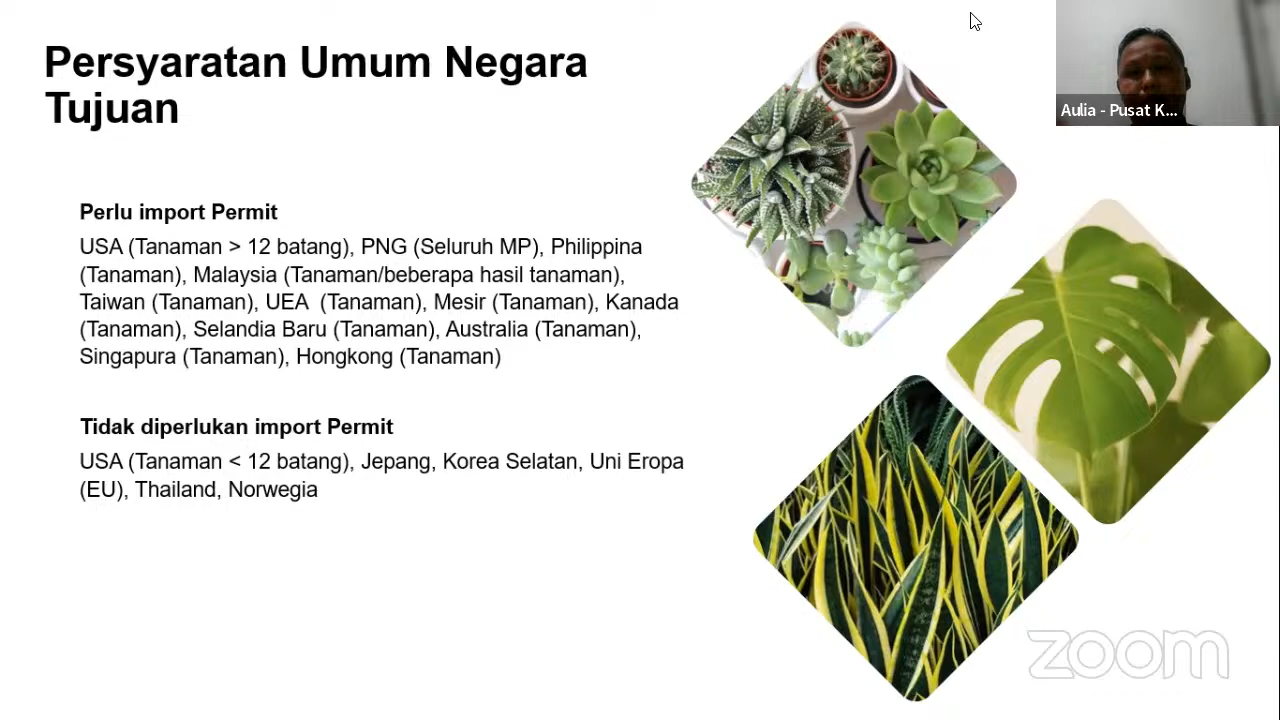 Persyaratan Umum Negara
Tujuan
Aulia - Pusat K...
Perlu import Permit
USA (Tanaman > 12 batang), PNG (Seluruh MP), Philippina
(Tanaman), Malaysia (Tanaman/beberapa hasil tanaman),
Taiwan (Tanaman), UEA (Tanaman), Mesir (Tanaman), Kanada
(Tanaman), Selandia Baru (Tanaman), Australia (Tanaman),
Singapura (Tanaman), Hongkong (Tanaman)
Tidak diperlukan import Permit
USA (Tanaman < 12 batang), Jepang, Korea Selatan, Uni Eropa
(EU), Thailand, Norwegia
zoom